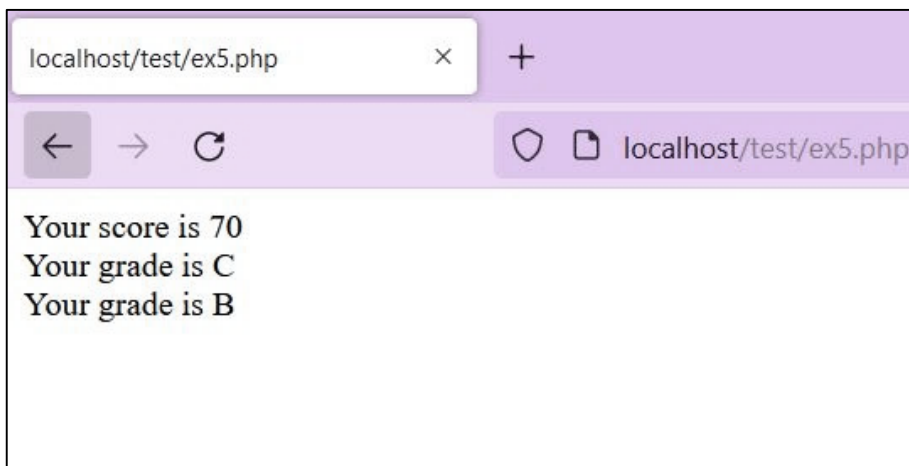 localhost/test/ex5.php
localhost/test/ex5.php
Your score is 70
Your grade is C
Your grade is B